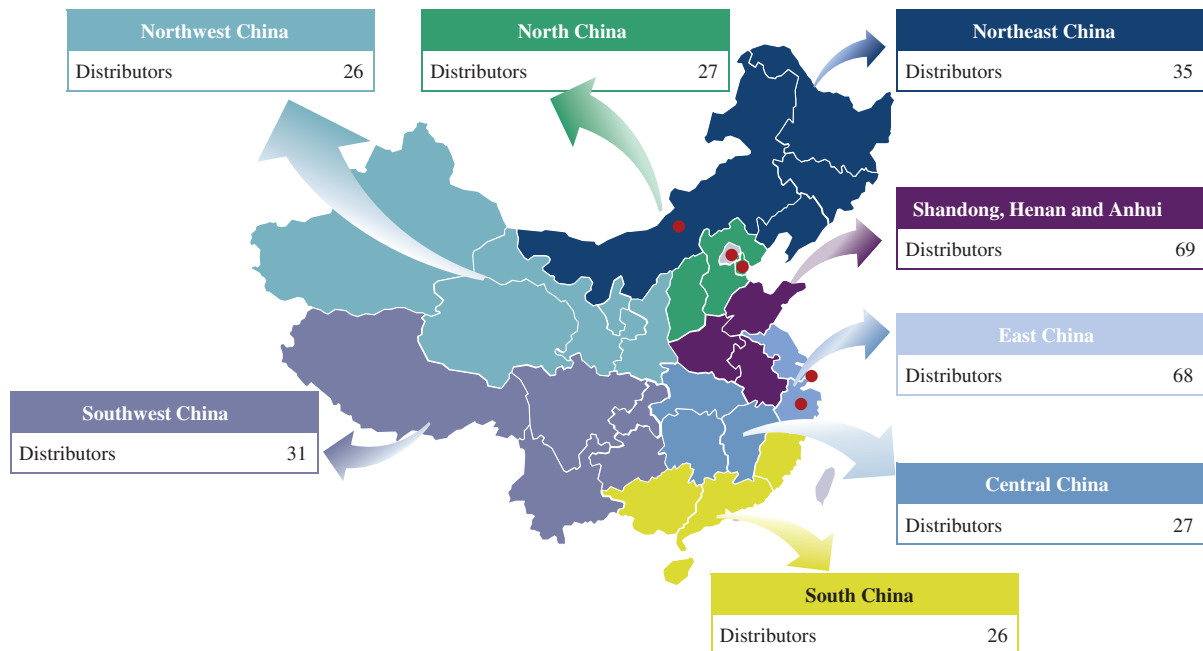 Northwest China
Distributors 26
North China
Distributors 27
Northeast China
Distributors 35
Shandong, Henan and Anhui
Distributors 69
East China
Distributors 68
Southwest China
Distributors 31
Central China
Distributors 27
South China
Distributors 26